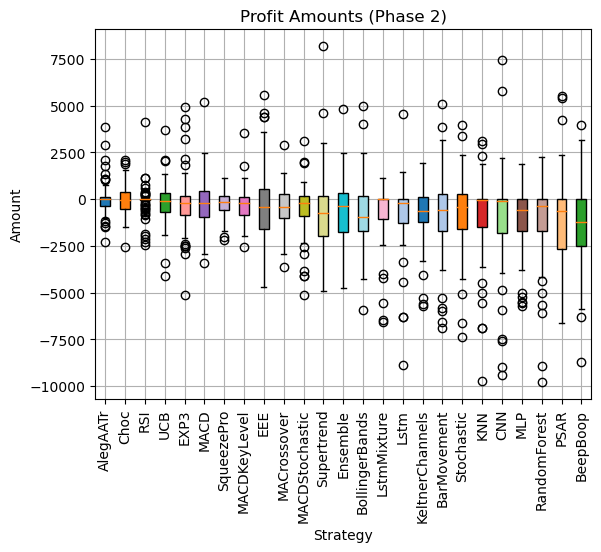 Profit Amounts (Phase 2)
Amount
7500
5000
2500
0
−2500
−5000
−7500
−10000
AlegAATr
Choc
RSI
UCB
EXP3
MACD
SqueezePro
MACDKeyLevel
EEE
MACrossover
MACDStochastic
Supertrend
Ensemble
BollingerBands
LstmMixture
Lstm
KeltnerChannels
BarMovement
Stochastic
KNN
CNN
MLP
RandomForest
PSAR
BeepBoop
Strategy